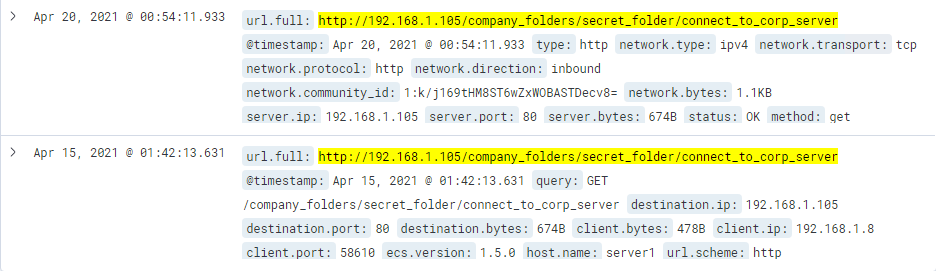 Apr 20, 2021 @ 00:54:11.933 url.full: http://192.168.1.105/company_folders/secret_folder/connect_to_corp_server
@timestamp: Apr 20, 2021 @ 00:54:11.933 type: http network.type: ipv4 network.transport: tcp
network.protocol: http network.direction: inbound
network.community_id: 1:k/j169tHM8ST6wZxWOBASTDecv8= network.bytes: 1.1KB
server.ip: 192.168.1.105 server.port: 80 server.bytes: 674B status: OK method: get
Apr 15, 2021 @ 01:42:13.631 url.full: http://192.168.1.105/company_folders/secret_folder/connect_to_corp_server
@timestamp: Apr 15, 2021 @ 01:42:13.631 query: GET
/company_folders/secret_folder/connect_to_corp_server destination.ip: 192.168.1.105
destination.port: 80 destination.bytes: 674B client.bytes: 478B client.ip: 192.168.1.8
client.port: 58610 ecs.version: 1.5.0 host.name: server1 url.scheme: http